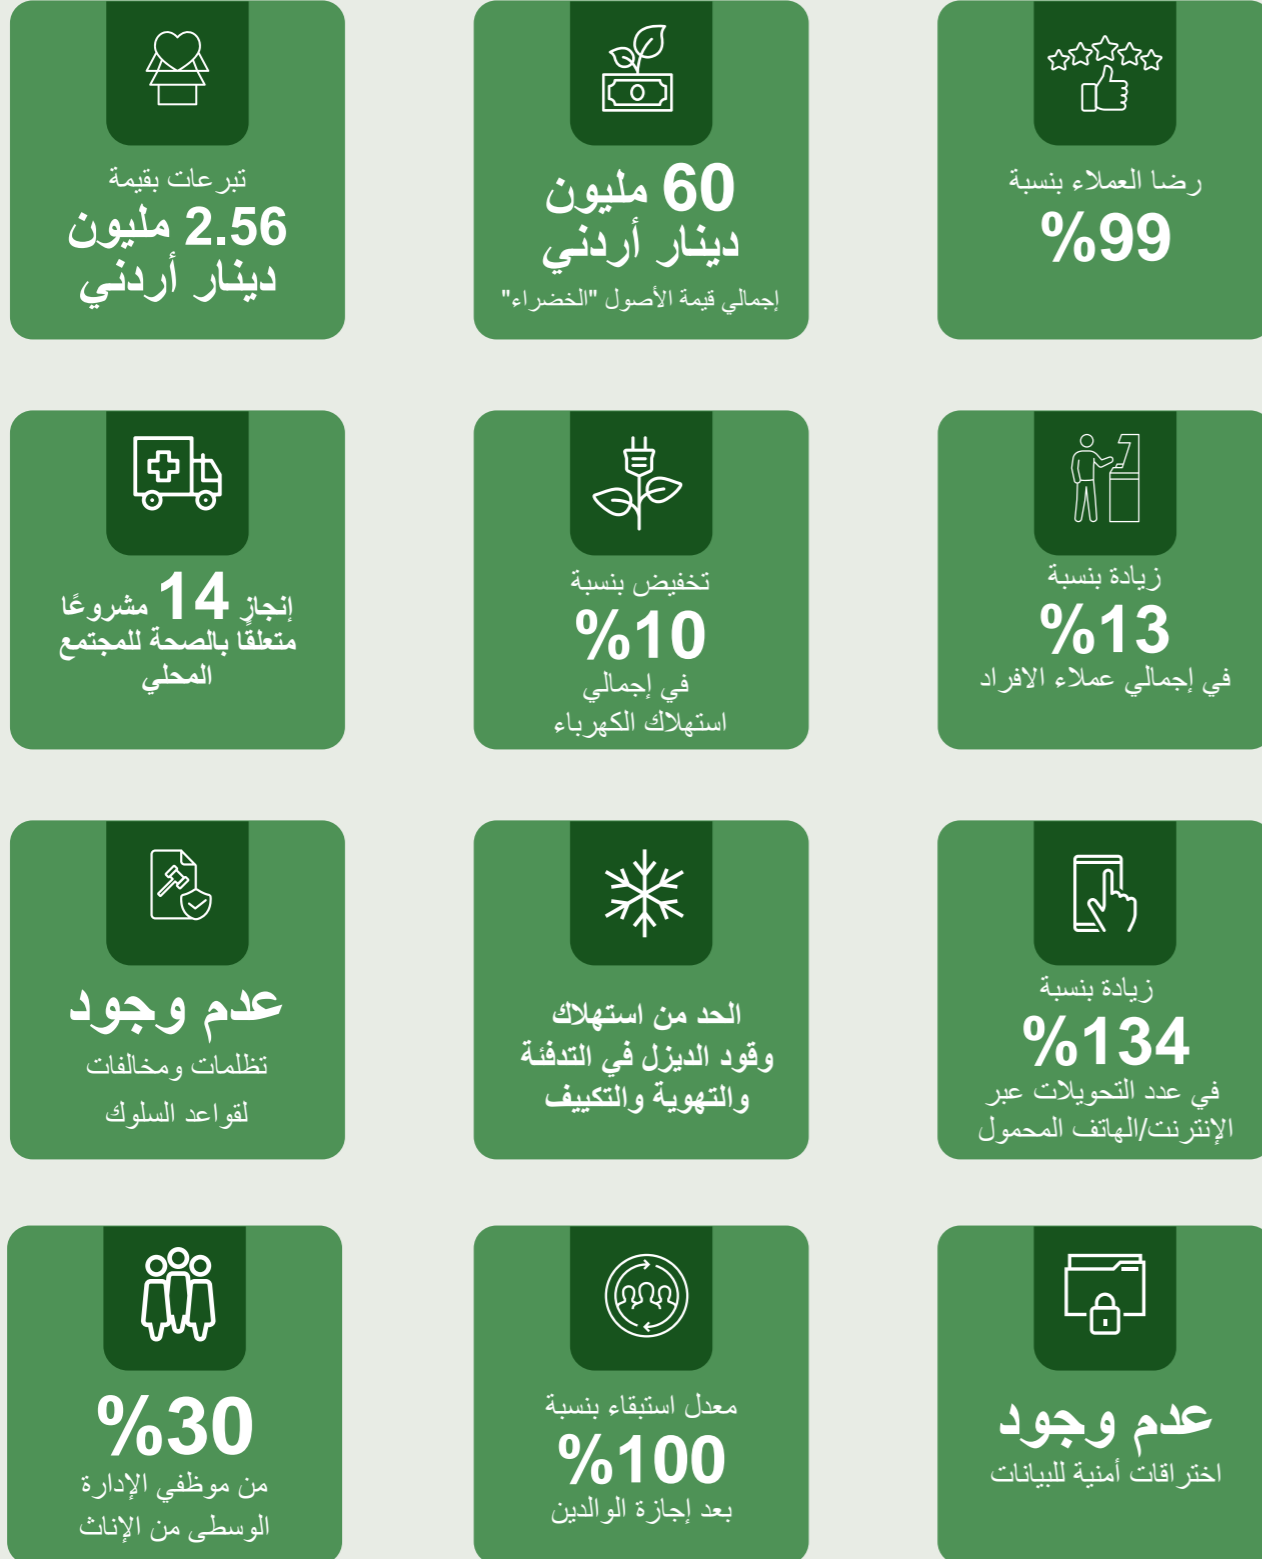 رضا العملاء بنسبة
%99
60 مليون
دينار أردني
إجمالي قيمة الأصول "الخضراء"
تبرعات بقيمة
2.56 مليون
دينار أردني
زيادة بنسبة
%13
في إجمالي عملاء الافراد
تخفيض بنسبة
%10
في إجمالي
استهلاك الكهرباء
إنجاز 14 مشروعًا
متعلقًا بالصحة للمجتمع
المحلي
زيادة بنسبة
%134
في عدد التحويلات عبر
الإنترنت/الهاتف المحمول
الحد من استهلاك
وقود الديزل في التدفئة
والتهوية والتكييف
عدم وجود
تظلمات ومخالفات
لقواعد السلوك
عدم وجود
اختراقات أمنية للبيانات
معدل استبقاء بنسبة
%100
بعد إجازة الوالدين
%30
من موظفي الإدارة
الوسطى من الإناث